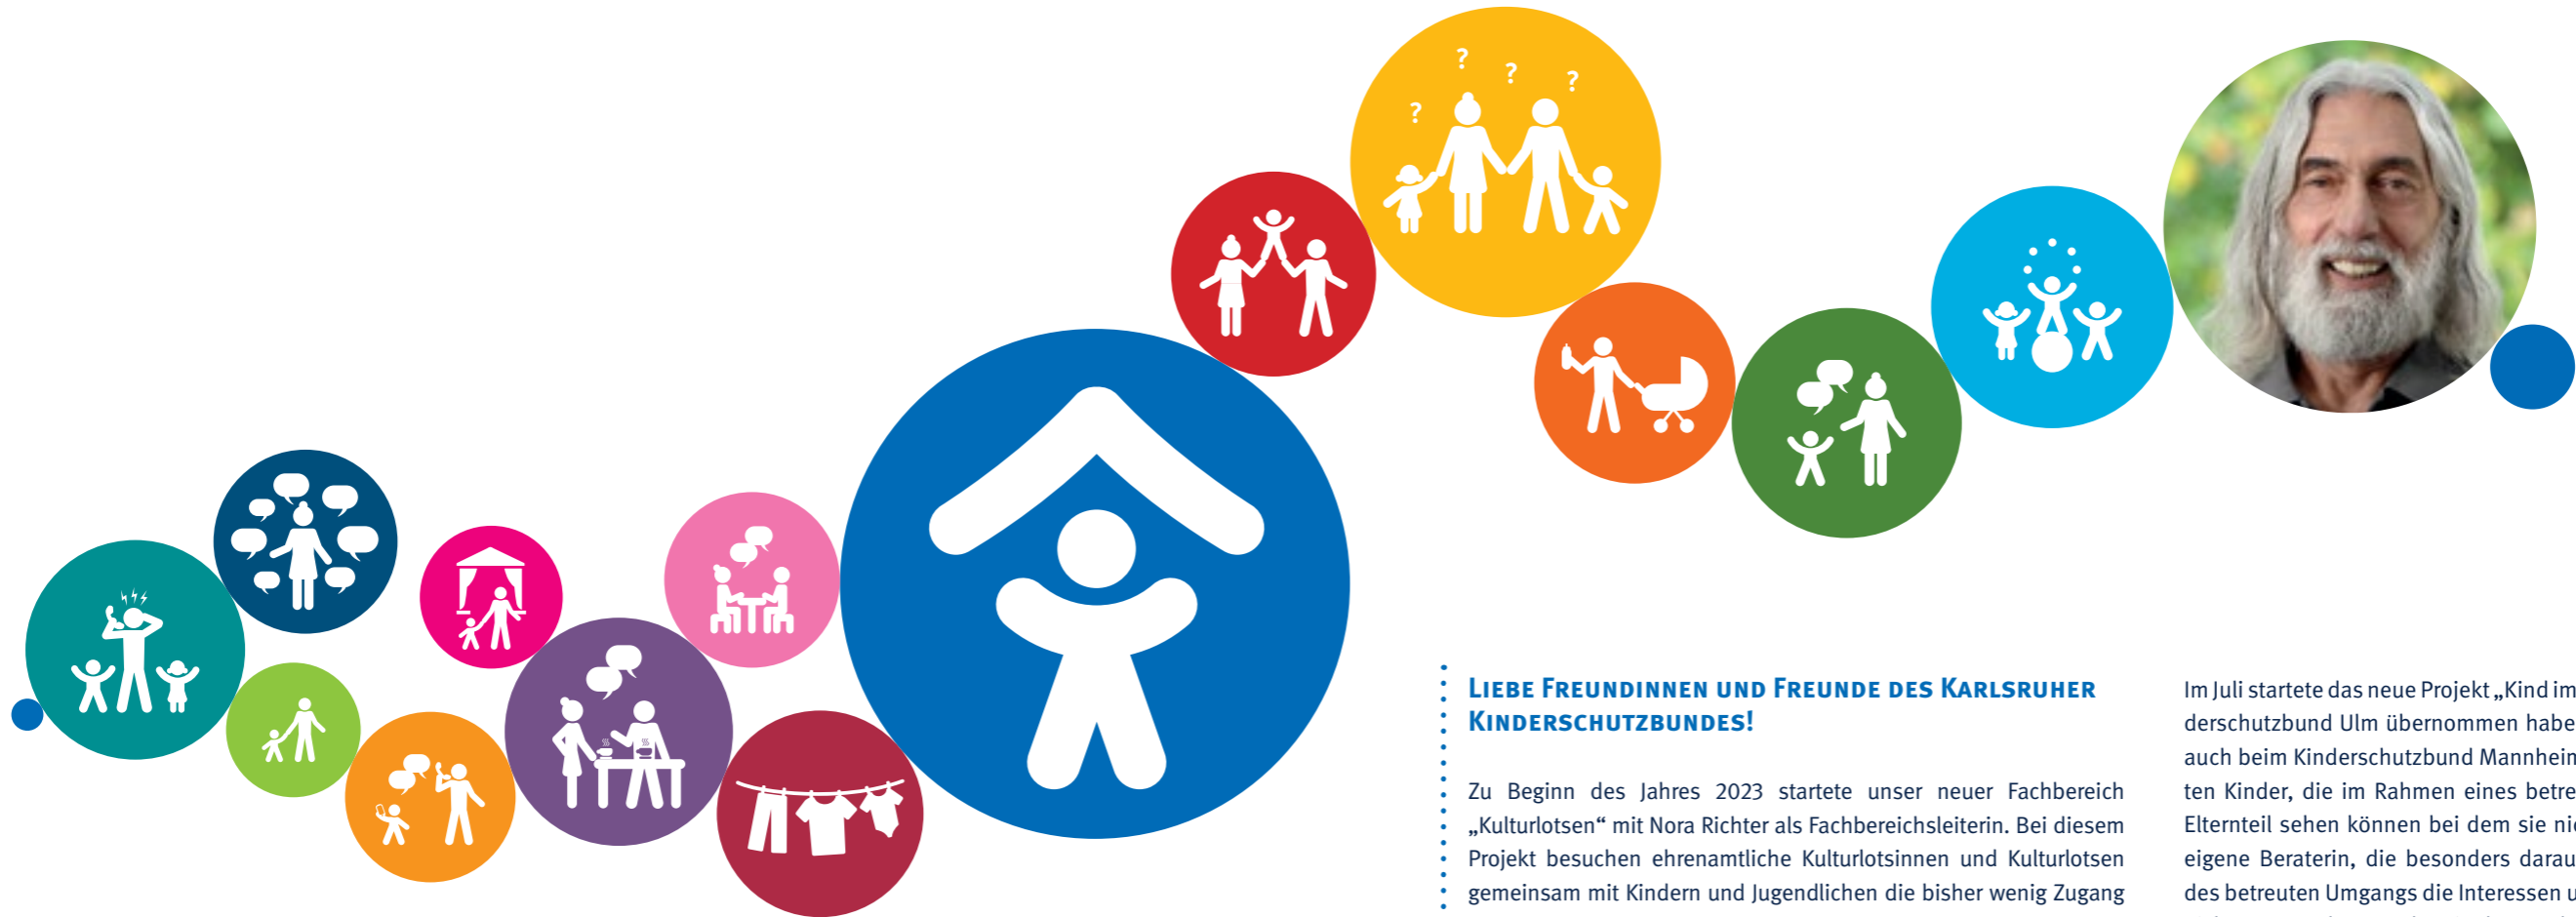 ? ? ? ?
LIEBE FREUNDINNEN UND FREUNDE DES KARLSRUHER
KINDERSCHUTZBUNDES!
Zu Beginn des Jahres 2023 startete unser neuer Fachbereich
„Kulturlotsen“ mit Nora Richter als Fachbereichsleiterin. Bei diesem
Projekt besuchen ehrenamtliche Kulturlotsinnen und Kulturlotsen
gemeinsam mit Kindern und Jugendlichen die bisher wenig Zugang
Im Juli startete das neue Projekt „Kind im
derschutzbund Ulm übernommen habe
auch beim Kinderschutzbund Mannheim
ten Kinder, die im Rahmen eines betre
Elternteil sehen können bei dem sie nic
eigene Beraterin, die besonders darau
des betreuten Umgangs die Interessen u